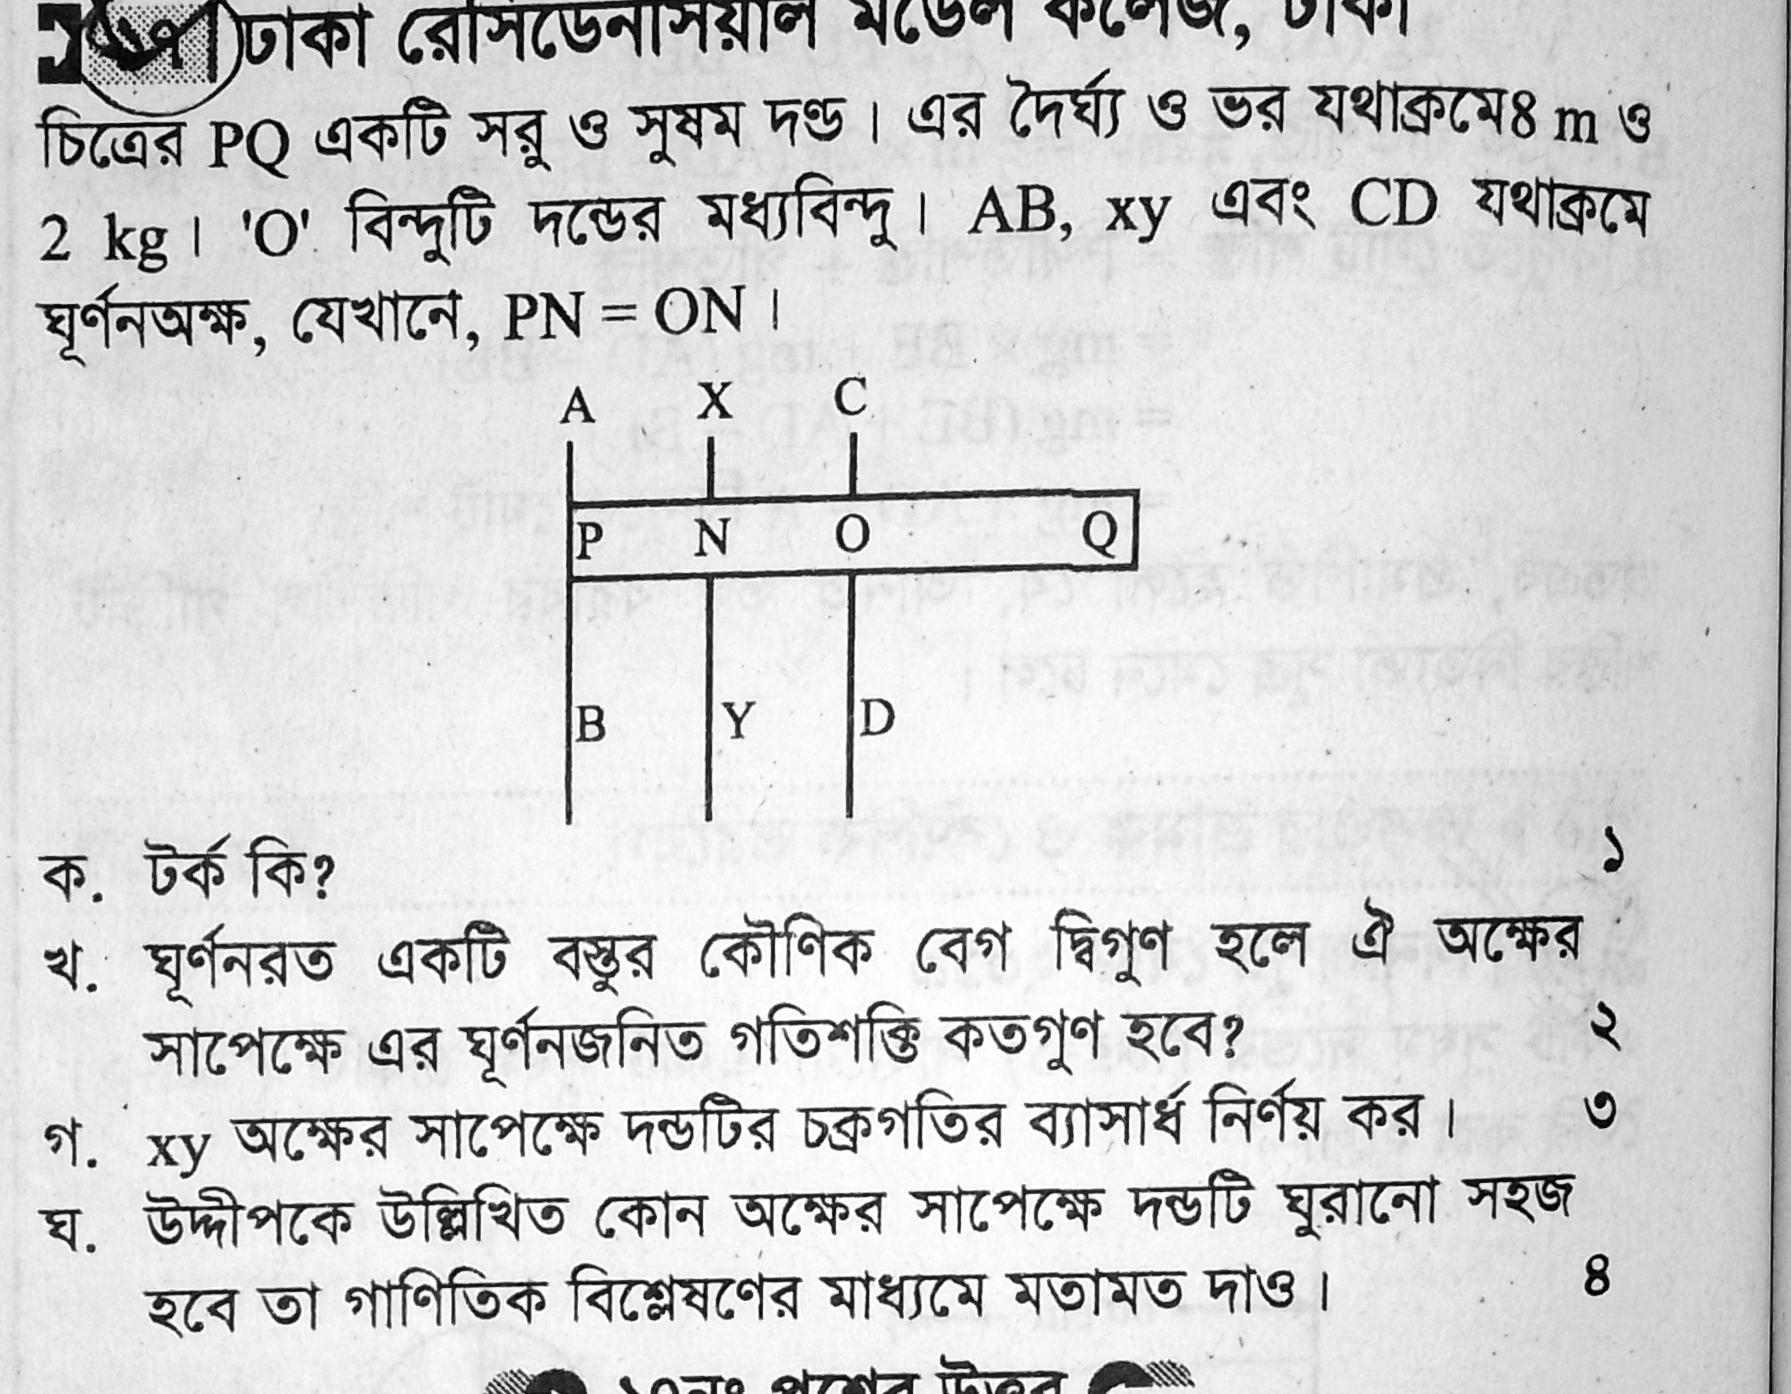 ঢাকা রেসিডেনসিয়াল মডেল কলেজ, ঢাকা
চিত্রের PQ একটি সরু ও সুষম দণ্ড। এর দৈর্ঘ্য ও ভর যথাক্রমে8 m ও
2 kg। 'O' বিন্দুটি দন্ডের মধ্যবিন্দু। AB, xy এবং CD যথাক্রমে
ঘূর্ণনঅক্ষ, যেখানে, PN = ON।
A X C
P N O Q
B Y D
ক. টর্ক কি? ১
খ. ঘূর্ণনরত একটি বস্তুর কৌণিক বেগ দ্বিগুণ হলে ঐ অক্ষের
সাপেক্ষে এর ঘূর্ণনজনিত গতিশক্তি কতগুণ হবে? ২
গ. xy অক্ষের সাপেক্ষে দন্ডটির চক্রগতির ব্যাসার্ধ নির্ণয় কর। ৩
ঘ. উদ্দীপকে উল্লিখিত কোন অক্ষের সাপেক্ষে দন্ডটি ঘুরানো সহজ
হবে তা গাণিতিক বিশ্লেষণের মাধ্যমে মতামত দাও। ৪